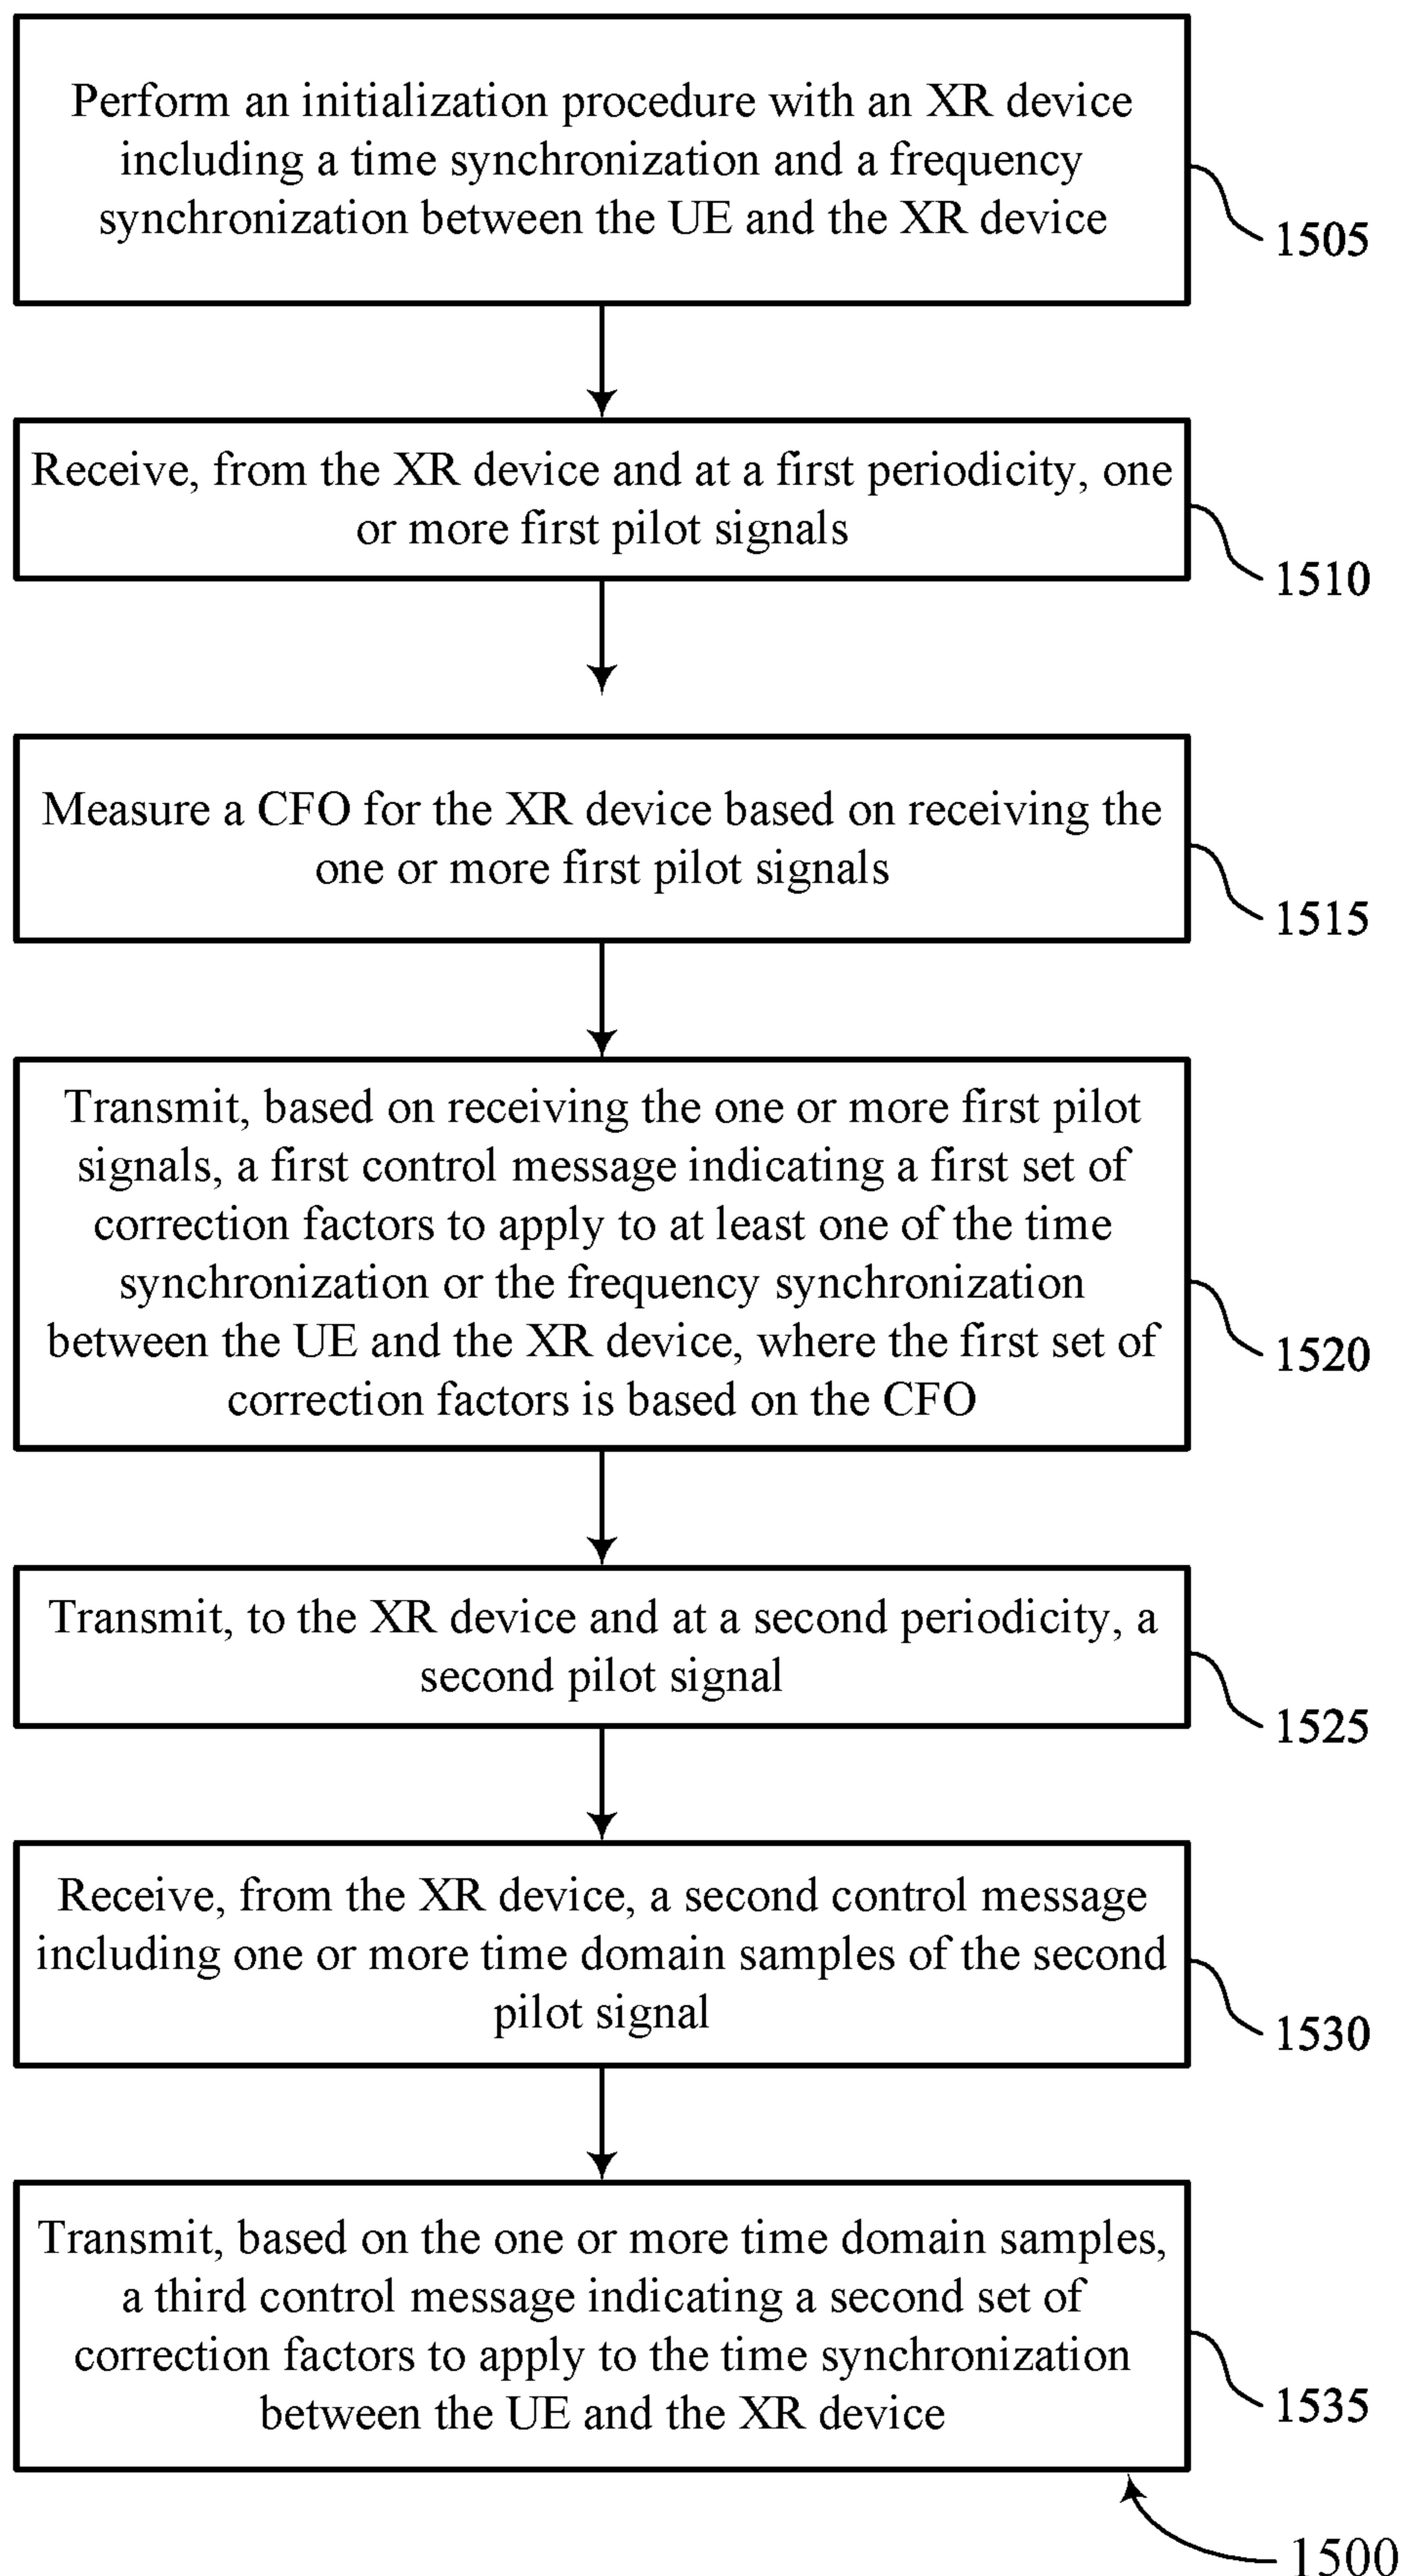 Perform an initialization procedure with an XR device
including a time synchronization and a frequency
synchronization between the UE and the XR device
1505
Receive, from the XR device and at a first periodicity, one
or more first pilot signals
1510
Measure a CFO for the XR device based on receiving the
one or more first pilot signals
1515
Transmit, based on receiving the one or more first pilot
signals, a first control message indicating a first set of
correction factors to apply to at least one of the time
synchronization or the frequency synchronization
between the UE and the XR device, where the first set of
correction factors is based on the CFO
1520
Transmit, to the XR device and at a second periodicity, a
second pilot signal
1525
Receive, from the XR device, a second control message
including one or more time domain samples of the second
pilot signal
1530
Transmit, based on the one or more time domain samples,
a third control message indicating a second set of
correction factors to apply to the time synchronization
between the UE and the XR device
1535
1500